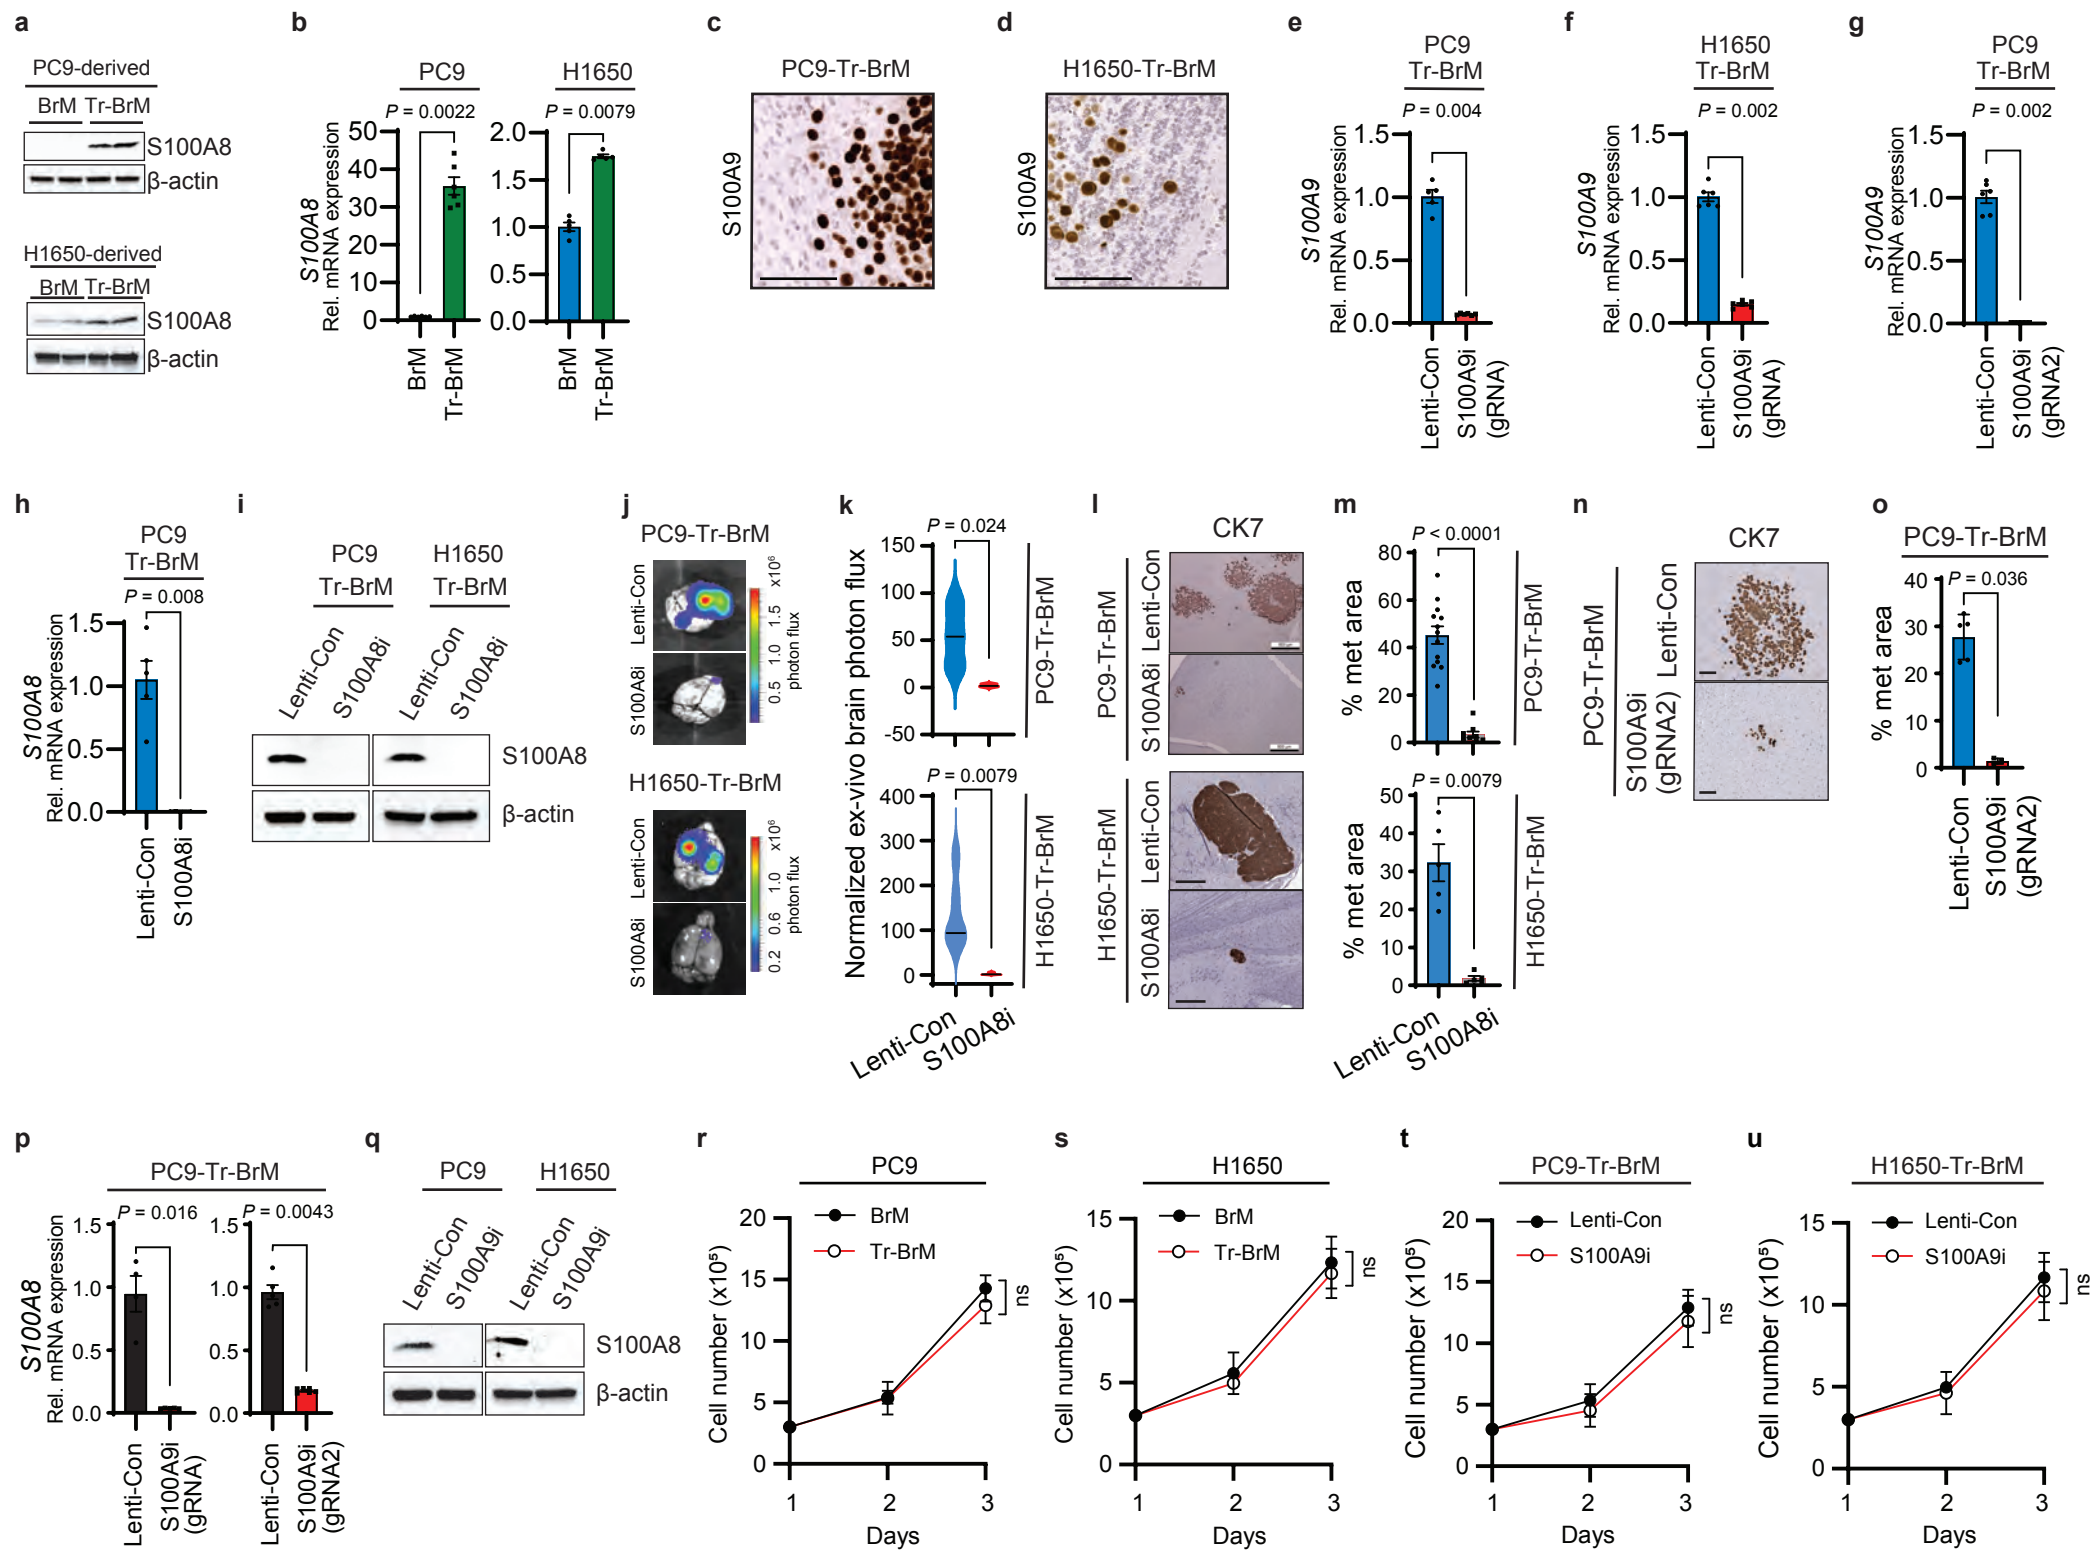 a
PC9-derived
BrM Tr-BrM
S100A8
β-actin
H1650-derived
BrM Tr-BrM
S100A8
β-actin
b
PC9
H1650
P = 0.0022
P = 0.0079
S100A8
Rel. mRNA expression
50
40
30
20
10
0
2.0
1.5
1.0
0.5
0.0
BrM
Tr-BrM
BrM
Tr-BrM
c
PC9-Tr-BrM
S100A9
d
H1650-Tr-BrM
S100A9
e
PC9
Tr-BrM
P = 0.004
S100A9
Rel. mRNA expression
1.5
1.0
0.5
0.0
Lenti-Con
S100A9i
(gRNA)
f
H1650
Tr-BrM
P = 0.002
S100A9
Rel. mRNA expression
1.5
1.0
0.5
0.0
Lenti-Con
S100A9i
(gRNA)
g
PC9
Tr-BrM
P = 0.002
S100A9
Rel. mRNA expression
1.5
1.0
0.5
0.0
Lenti-Con
S100A9i
(gRNA2)
h
PC9
Tr-BrM
P = 0.008
S100A8
Rel. mRNA expression
1.5
1.0
0.5
0.0
Lenti-Con
S100A8i
i
PC9
Tr-BrM
H1650
Tr-BrM
Lenti-Con
S100A8i
Lenti-Con
S100A8i
S100A8
β-actin
j
PC9-Tr-BrM
Lenti-Con
S100A8i
x10⁶
1.5
1.0
0.5
photon flux
H1650-Tr-BrM
Lenti-Con
S100A8i
x10⁶
1.0
0.6
0.2
photon flux
k
Normalized ex-vivo brain photon flux
P = 0.024
150
100
50
0
-50
PC9-Tr-BrM
P = 0.0079
400
300
200
100
0
H1650-Tr-BrM
Lenti-Con
S100A8i
l
CK7
PC9-Tr-BrM
Lenti-Con
S100A8i
H1650-Tr-BrM
Lenti-Con
S100A8i
m
P < 0.0001
% met area
80
60
40
20
0
PC9-Tr-BrM
P = 0.0079
% met area
50
40
30
20
10
0
H1650-Tr-BrM
Lenti-Con
S100A8i
n
CK7
PC9-Tr-BrM
Lenti-Con
S100A9i
(gRNA2)
o
PC9-Tr-BrM
P = 0.036
% met area
40
30
20
10
0
Lenti-Con
S100A9i
(gRNA2)
p
PC9-Tr-BrM
P = 0.016
P = 0.0043
S100A8
Rel. mRNA expression
1.5
1.0
0.5
0.0
1.5
1.0
0.5
0.0
Lenti-Con
S100A9i
(gRNA)
Lenti-Con
S100A9i
(gRNA2)
q
PC9
H1650
Lenti-Con
S100A9i
Lenti-Con
S100A9i
S100A8
β-actin
r
PC9
BrM
Tr-BrM
Cell number (x10⁵)
20
15
10
5
0
ns
1 2 3
Days
s
H1650
BrM
Tr-BrM
Cell number (x10⁵)
15
10
5
0
ns
1 2 3
Days
t
PC9-Tr-BrM
Lenti-Con
S100A9i
Cell number (x10⁵)
20
15
10
5
0
ns
1 2 3
Days
u
H1650-Tr-BrM
Lenti-Con
S100A9i
Cell number (x10⁵)
15
10
5
0
ns
1 2 3
Days